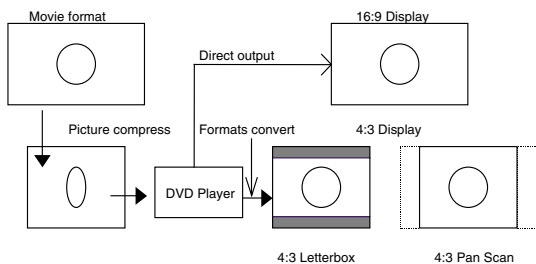 Movie format
16:9 Display
Direct output
Picture compress
Formats convert
4:3 Display
DVD Player
4:3 Letterbox
4:3 Pan Scan